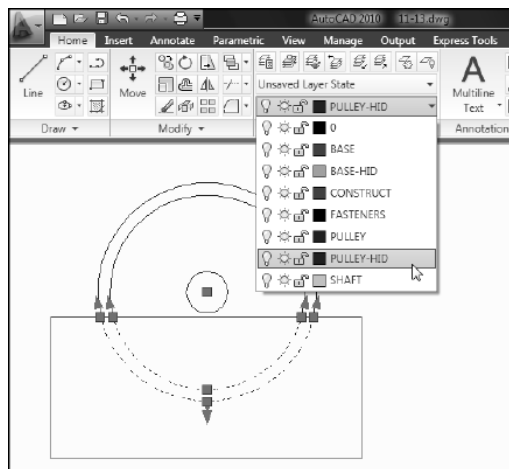 AutoCAD 2010 11-13.dwg
Home Insert Annotate Parametric View Manage Output Express Tools
Unsaved Layer State
Line
Move
PULLEY-HID
A
Multiline
Text
Draw
Modify
Annotation
0
BASE
BASE-HID
CONSTRUCT
FASTENERS
PULLEY
PULLEY-HID
SHAFT